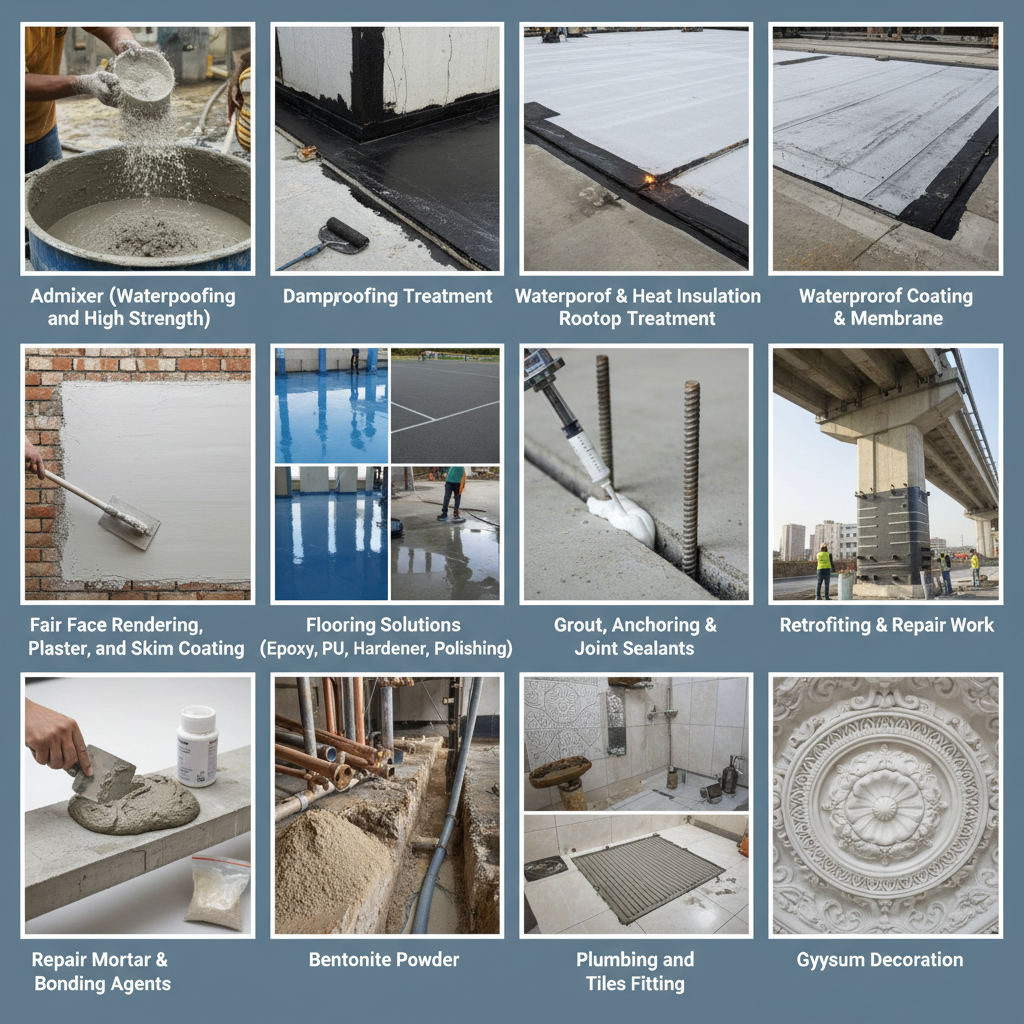 Admixer (Waterpoofing
and High Strength)
Damproofing Treatment
Waterporof & Heat Insulation
Rootop Treatment
Waterprorof Coating
& Membrane
Fair Face Rendering,
Plaster, and Skim Coating
Flooring Solutions
(Epoxy, PU, Hardener, Polishing)
Grout, Anchoring &
Joint Sealants
Retrofiting & Repair Work
Repair Mortar &
Bonding Agents
Bentonite Powder
Plumbing and
Tiles Fitting
Gyysum Decoration